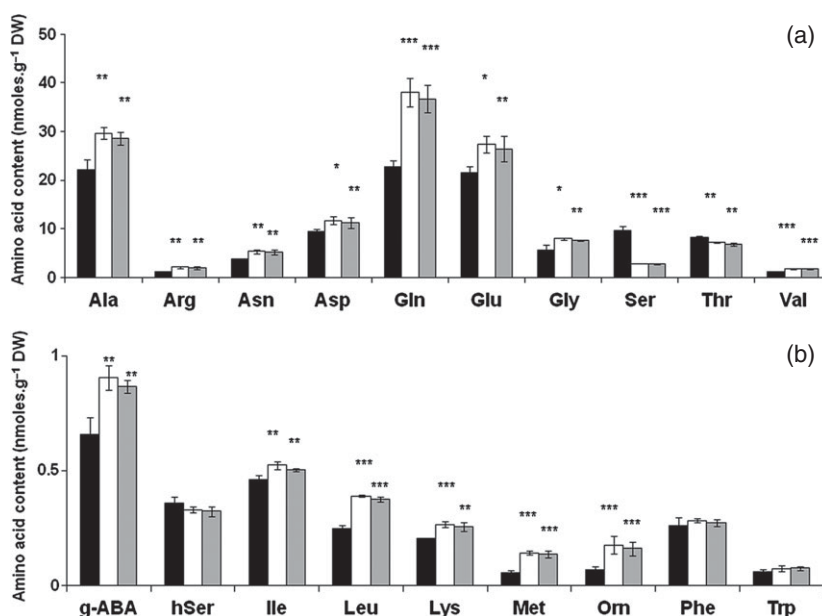 (a)
Amino acid content (nmoles.g⁻¹ DW)
50
40
30
20
10
0
** ** ** ** * ** *** *** * ** * ** *** *** ** ** *** ***
Ala Arg Asn Asp Gln Glu Gly Ser Thr Val
(b)
Amino acid content (nmoles.g⁻¹ DW)
1
0.5
0
** ** ** ** *** *** *** ** *** *** *** ***
g-ABA hSer Ile Leu Lys Met Orn Phe Trp